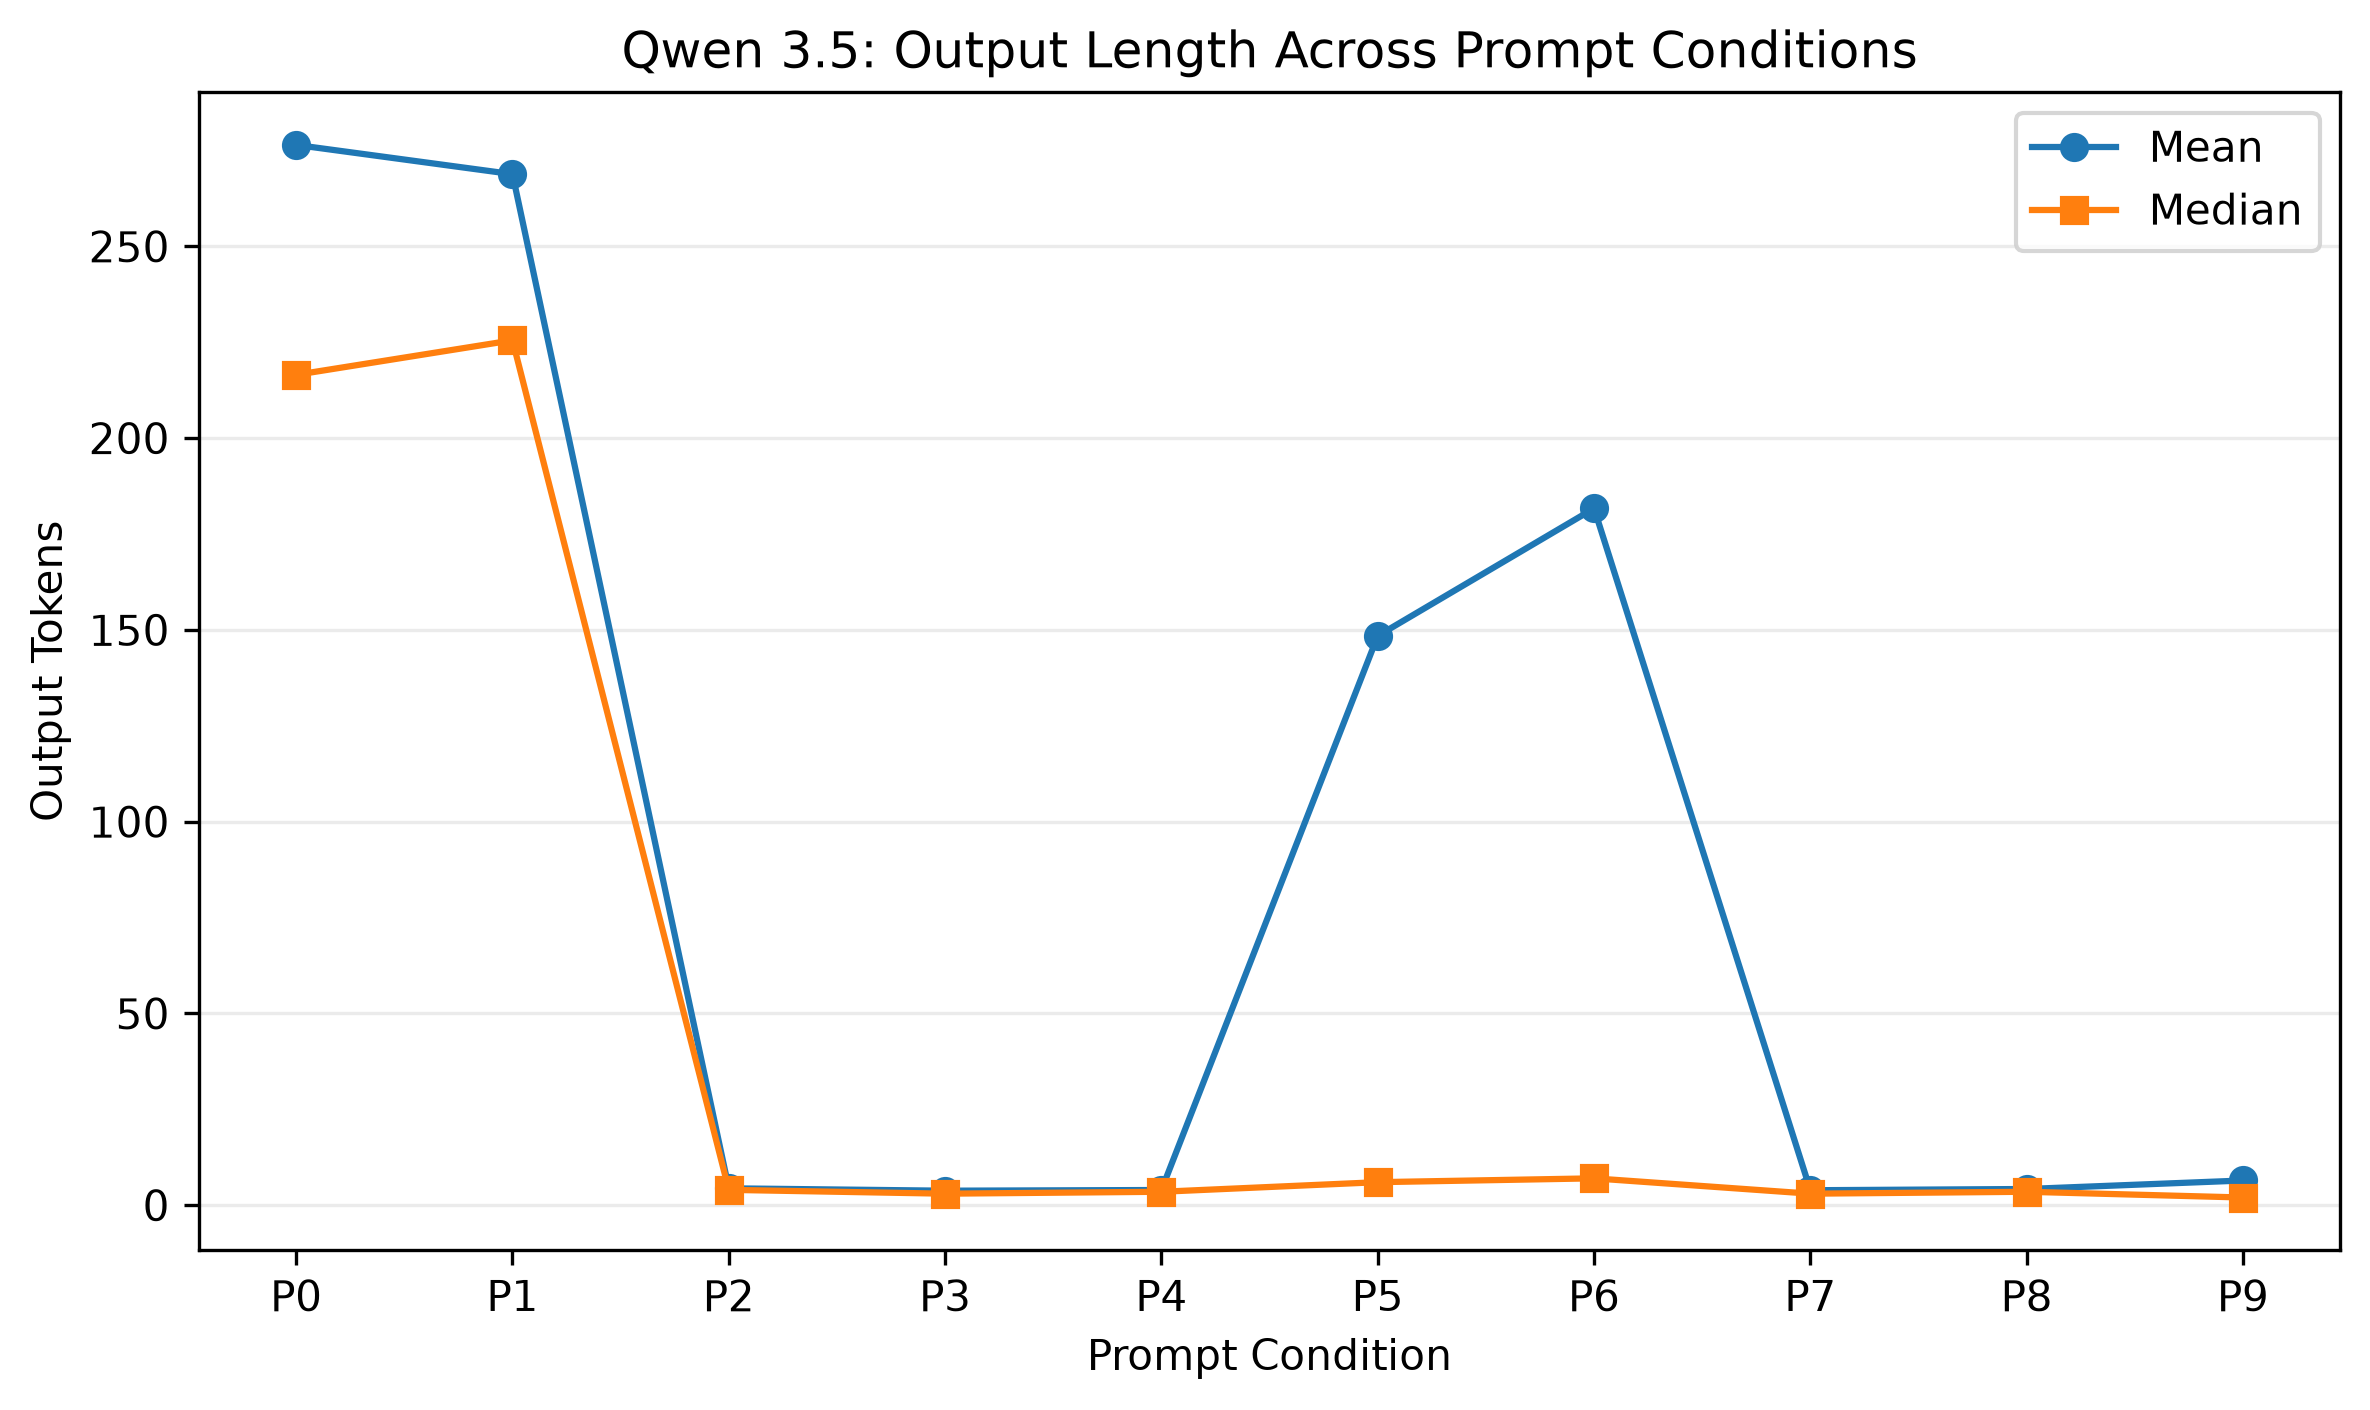 Qwen 3.5: Output Length Across Prompt Conditions
Mean
Median
Output Tokens
250
200
150
100
50
0
P0 P1 P2 P3 P4 P5 P6 P7 P8 P9
Prompt Condition